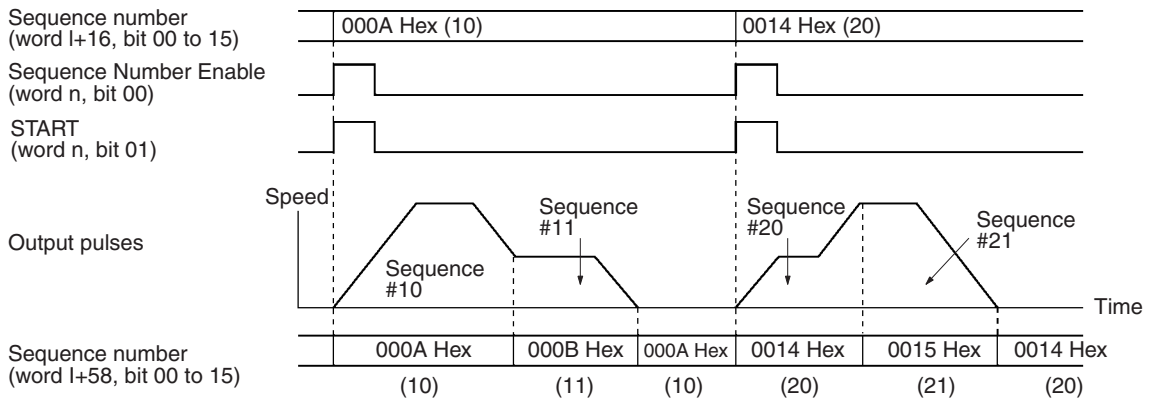 Sequence number
(word l+16, bit 00 to 15)
000A Hex (10)
0014 Hex (20)
Sequence Number Enable
(word n, bit 00)
START
(word n, bit 01)
Speed
Output pulses
Sequence
#10
Sequence
#11
Sequence
#20
Sequence
#21
Time
Sequence number
(word l+58, bit 00 to 15)
000A Hex
000B Hex
000A Hex
0014 Hex
0015 Hex
0014 Hex
(10)
(11)
(10)
(20)
(21)
(20)